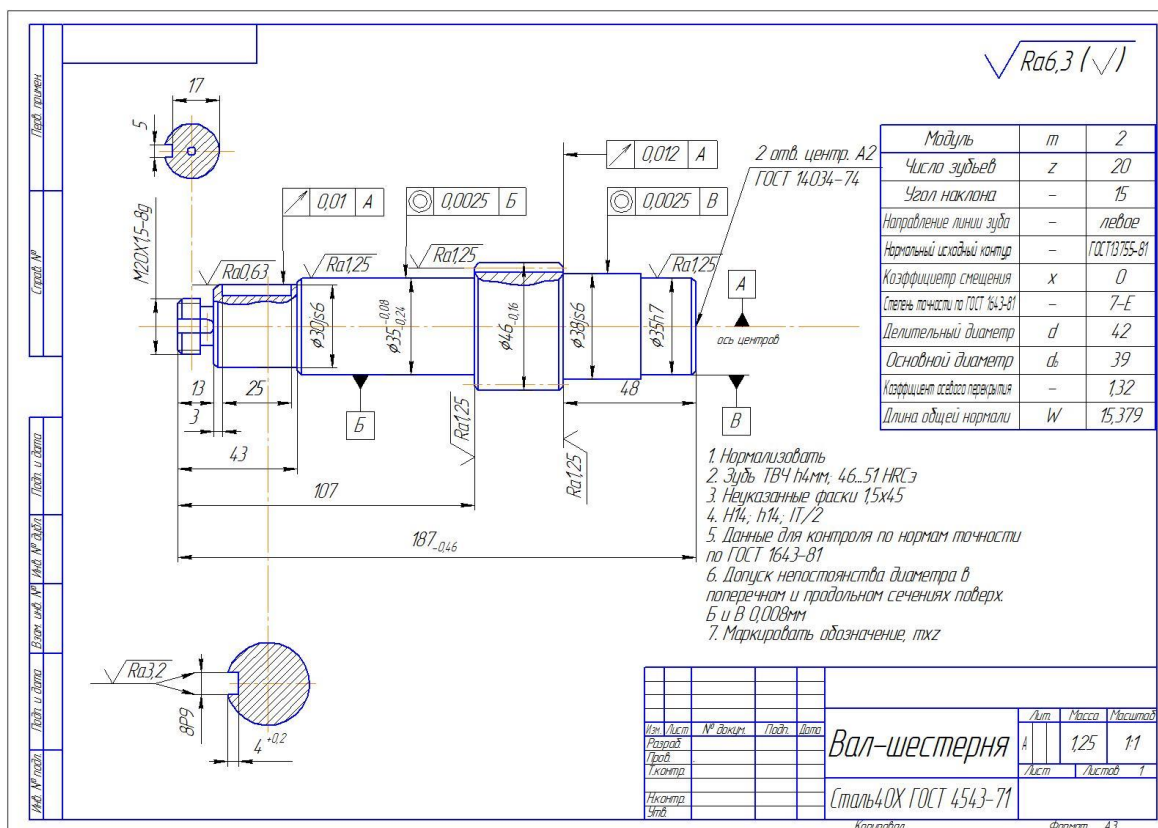 Перв. примен.
Справ. №
Подп. и дата
Инв. № дубл.
Взам. инв. №
Подп. и дата
Инв. № подл.
√Ra6,3 (√)
17
5
M20X1,5-8g
0,01 А
0,0025 Б
0,012 А
0,0025 В
2 отв. центр. А2
ГОСТ 14034-74
Ra0,63
Ra1,25
Ra1,25
Ra1,25
ø30js6
ø35-0,08 -0,24
ø46-0,16
ø38js6
ø35h7
А
ось центров
13
25
3
43
107
187-0,46
48
Б
В
Ra1,25
Ra1,25
Ra3,2
8P9
4 +0,2
Модуль m 2
Число зубьев z 20
Угол наклона - 15
Направление линии зуба - левое
Нормальный исходный контур - ГОСТ13755-81
Коэффициетр смещения x 0
Степень точности по ГОСТ 1643-81 - 7-Е
Делительный диаметр d 42
Основной диаметр db 39
Коэффициент осевого перекрытия - 1,32
Длина общей нормали W 15,379
1. Нормализовать
2. Зубь ТВЧ h4мм; 46...51 HRCэ
3. Неуказанные фаски 1,5х45
4. H14; h14; IT/2
5. Данные для контроля по нормам точности
по ГОСТ 1643-81
6. Допуск непостоянства диаметра в
поперечном и продольном сечениях поверх.
Б и В 0,008мм
7. Маркировать обозначение, mxz
Изм. Лист № докум. Подп. Дата
Разраб.
Пров.
Т.контр.
Н.контр.
Утв.
Вал-шестерня
Сталь40Х ГОСТ 4543-71
Лит. Масса Масштаб
А 1,25 1:1
Лист Листов 1
Копировал Формат А3